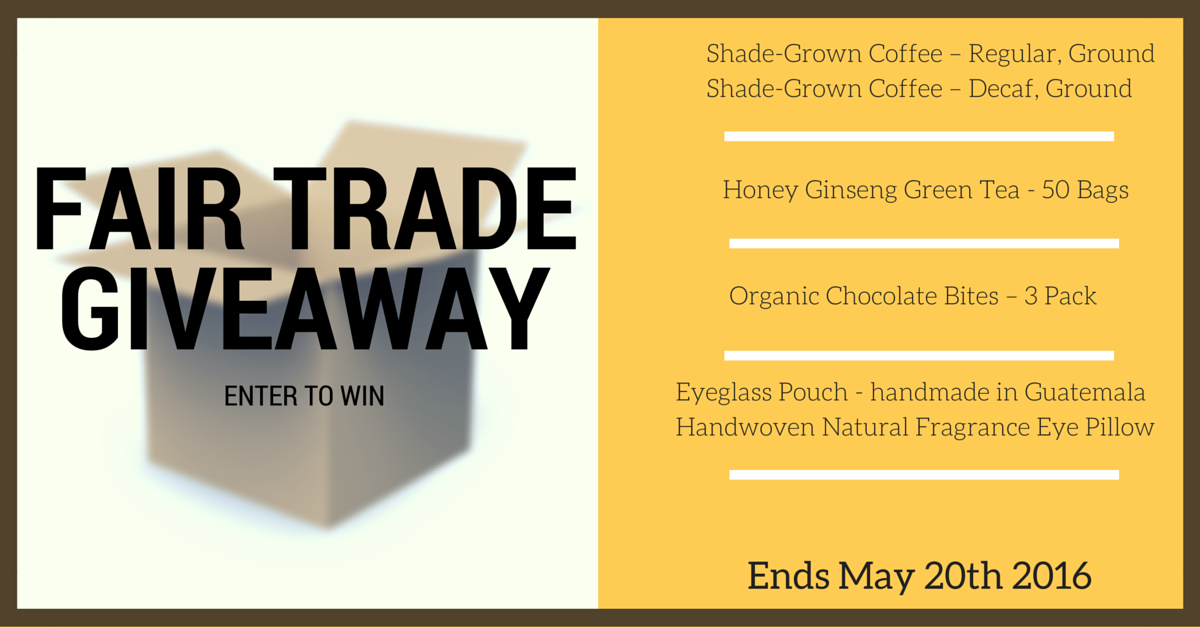 FAIR TRADE
GIVEAWAY
ENTER TO WIN
Shade-Grown Coffee – Regular, Ground
Shade-Grown Coffee – Decaf, Ground
Honey Ginseng Green Tea - 50 Bags
Organic Chocolate Bites – 3 Pack
Eyeglass Pouch - handmade in Guatemala
Handwoven Natural Fragrance Eye Pillow
Ends May 20th 2016